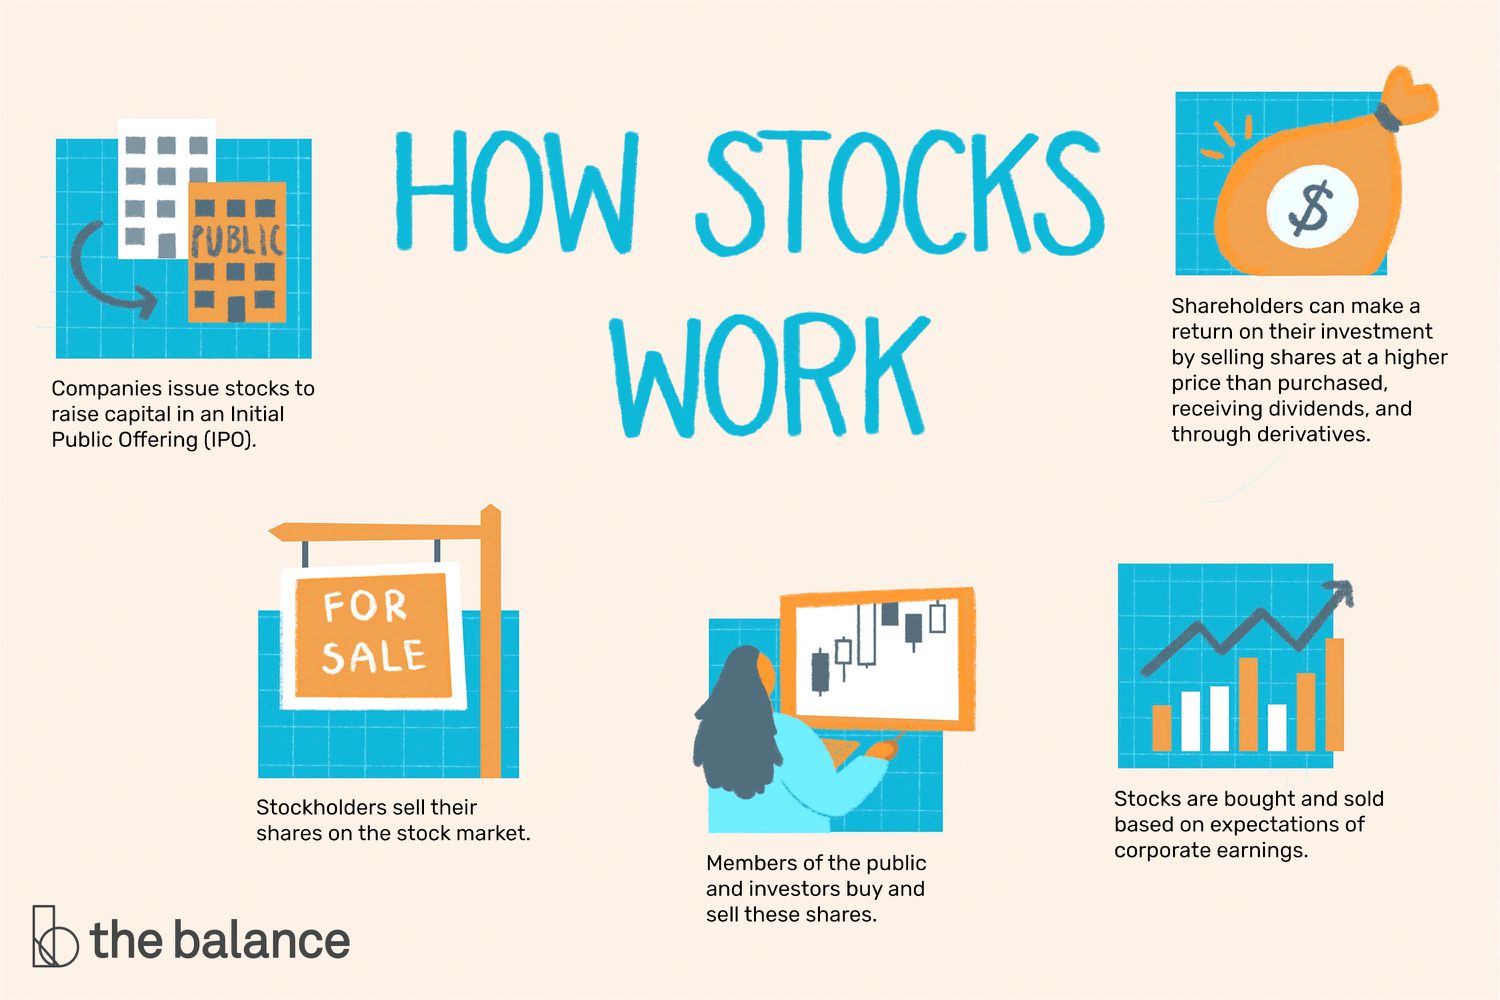 HOW STOCKS
WORK
PUBLIC
Companies issue stocks to
raise capital in an Initial
Public Offering (IPO).
FOR
SALE
Stockholders sell their
shares on the stock market.
Members of the public
and investors buy and
sell these shares.
Stocks are bought and sold
based on expectations of
corporate earnings.
$
Shareholders can make a
return on their investment
by selling shares at a higher
price than purchased,
receiving dividends, and
through derivatives.
the balance